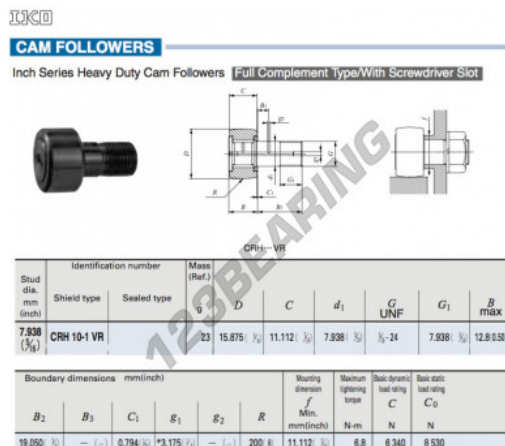 IKO
CAM FOLLOWERS
Inch Series Heavy Duty Cam Followers Full Complement Type/With Screwdriver Slot
CRH···VR
123BEARING
Stud dia. mm (inch)
Identification number
Shield type
Sealed type
Mass (Ref.) g
D
C
d1
G UNF
G1
B max
7.938
CRH 10-1 VR
23
15.875
11.112
7.938
-24
7.938
12.8(0.50
Boundary dimensions mm(inch)
B2
B3
C1
g1
g2
R
Mounting dimension f Min. mm(inch)
Maximum tightening torque N-m
Basic dynamic load rating C N
Basic static load rating C0 N
19.050
— (—)
0.794
*3.175
— (—)
200
11.112
6.8
6 340
8 530